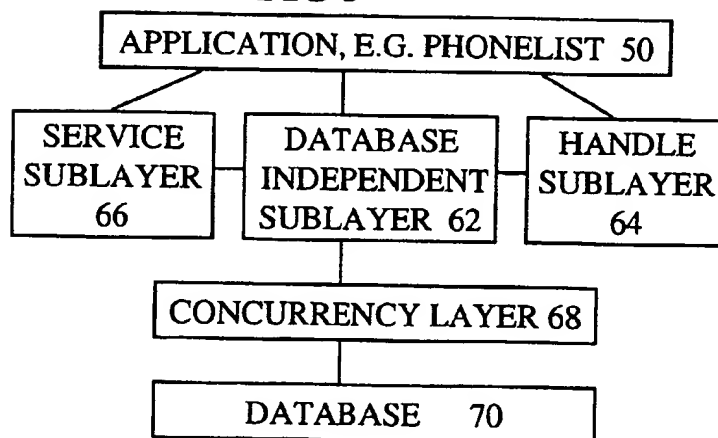 APPLICATION, E.G. PHONELIST 50
SERVICE
SUBLAYER
66
DATABASE
INDEPENDENT
SUBLAYER 62
HANDLE
SUBLAYER
64
CONCURRENCY LAYER 68
DATABASE 70